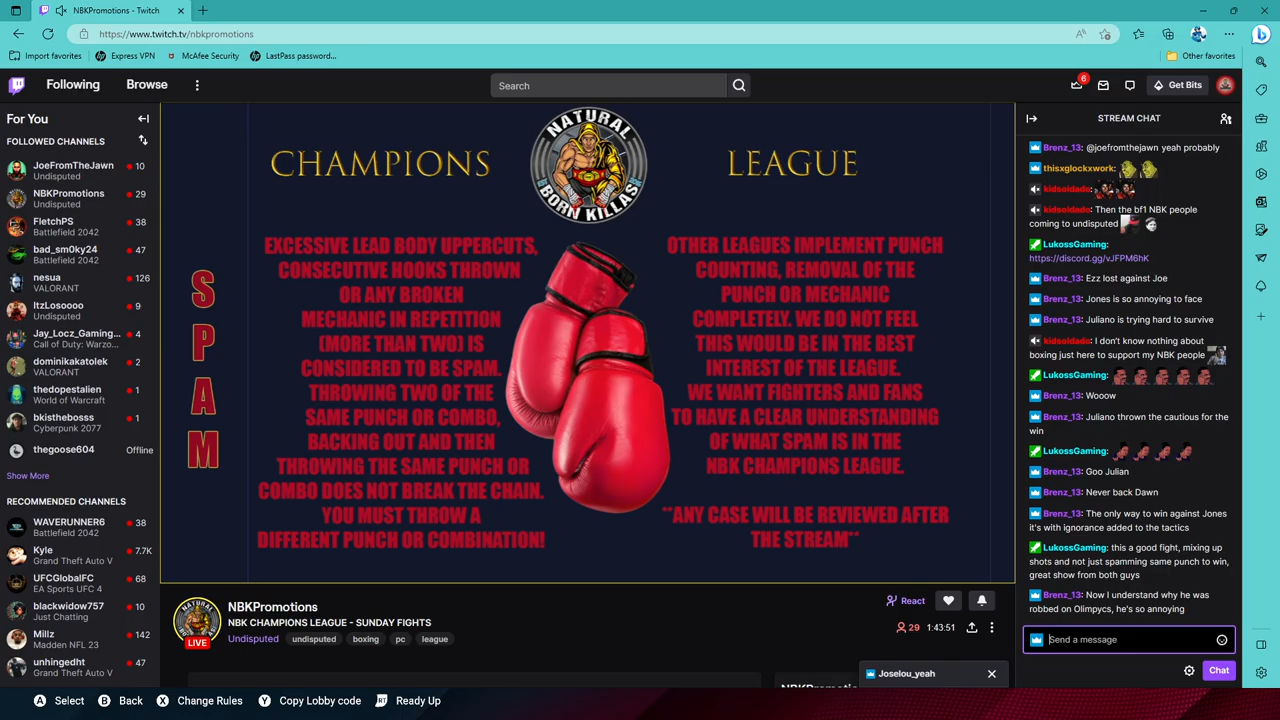 NBKPromotions - Twitch
https://www.twitch.tv/nbkpromotions
Import favorites
Express VPN
McAfee Security
LastPass password...
Other favorites
Following
Browse
Search
6
Get Bits
For You
FOLLOWED CHANNELS
JoeFromTheJawn 10
Undisputed
NBKPromotions 29
Undisputed
FletchPS 38
Battlefield 2042
bad_sm0ky24 47
Battlefield 2042
nesua 126
VALORANT
ItzLosoooo 9
Undisputed
Jay_Locz_Gaming... 4
Call of Duty: Warzo...
dominikakatolek 2
VALORANT
thedopestalien 1
World of Warcraft
bkisthebosss 1
Cyberpunk 2077
thegoose604 Offline
Show More
RECOMMENDED CHANNELS
WAVERUNNER6 38
Battlefield 2042
Kyle 7.7K
Grand Theft Auto V
UFCGlobalFC 68
EA Sports UFC 4
blackwidow757 10
Just Chatting
Millz 142
Madden NFL 23
unhingedht 47
Grand Theft Auto V
CHAMPIONS
NATURAL
BORN KILLAS
LEAGUE
SPAM
EXCESSIVE LEAD BODY UPPERCUTS,
CONSECUTIVE HOOKS THROWN
OR ANY BROKEN
MECHANIC IN REPETITION
(MORE THAN TWO) IS
CONSIDERED TO BE SPAM.
THROWING TWO OF THE
SAME PUNCH OR COMBO,
BACKING OUT AND THEN
THROWING THE SAME PUNCH OR
COMBO DOES NOT BREAK THE CHAIN.
YOU MUST THROW A
DIFFERENT PUNCH OR COMBINATION!
OTHER LEAGUES IMPLEMENT PUNCH
COUNTING, REMOVAL OF THE
PUNCH OR MECHANIC
COMPLETELY. WE DO NOT FEEL
THIS WOULD BE IN THE BEST
INTEREST OF THE LEAGUE.
WE WANT FIGHTERS AND FANS
TO HAVE A CLEAR UNDERSTANDING
OF WHAT SPAM IS IN THE
NBK CHAMPIONS LEAGUE.
**ANY CASE WILL BE REVIEWED AFTER
THE STREAM**
NATURAL
BORN KILLAS
LIVE
NBKPromotions
NBK CHAMPIONS LEAGUE - SUNDAY FIGHTS
Undisputed undisputed boxing pc league
React
29 1:43:51
Joselou_yeah
STREAM CHAT
Brenz_13: @joefromthejawn yeah probably
thisxglockxwork:
kidsoldado:
kidsoldado: Then the bf1 NBK people
coming to undisputed
LukossGaming:
https://discord.gg/vJFPM6hK
Brenz_13: Ezz lost against Joe
Brenz_13: Jones is so annoying to face
Brenz_13: Juliano is trying hard to survive
kidsoldado: I don't know nothing about
boxing just here to support my NBK people
LukossGaming:
Brenz_13: Wooow
Brenz_13: Juliano thrown the cautious for the
win
LukossGaming:
Brenz_13: Goo Julian
Brenz_13: Never back Dawn
Brenz_13: The only way to win against Jones
it's with ignorance added to the tactics
LukossGaming: this a good fight, mixing up
shots and not just spamming same punch to win,
great show from both guys
Brenz_13: Now I understand why he was
robbed on Olimpycs, he's so annoying
Send a message
Chat
A Select B Back X Change Rules Y Copy Lobby code RT Ready Up